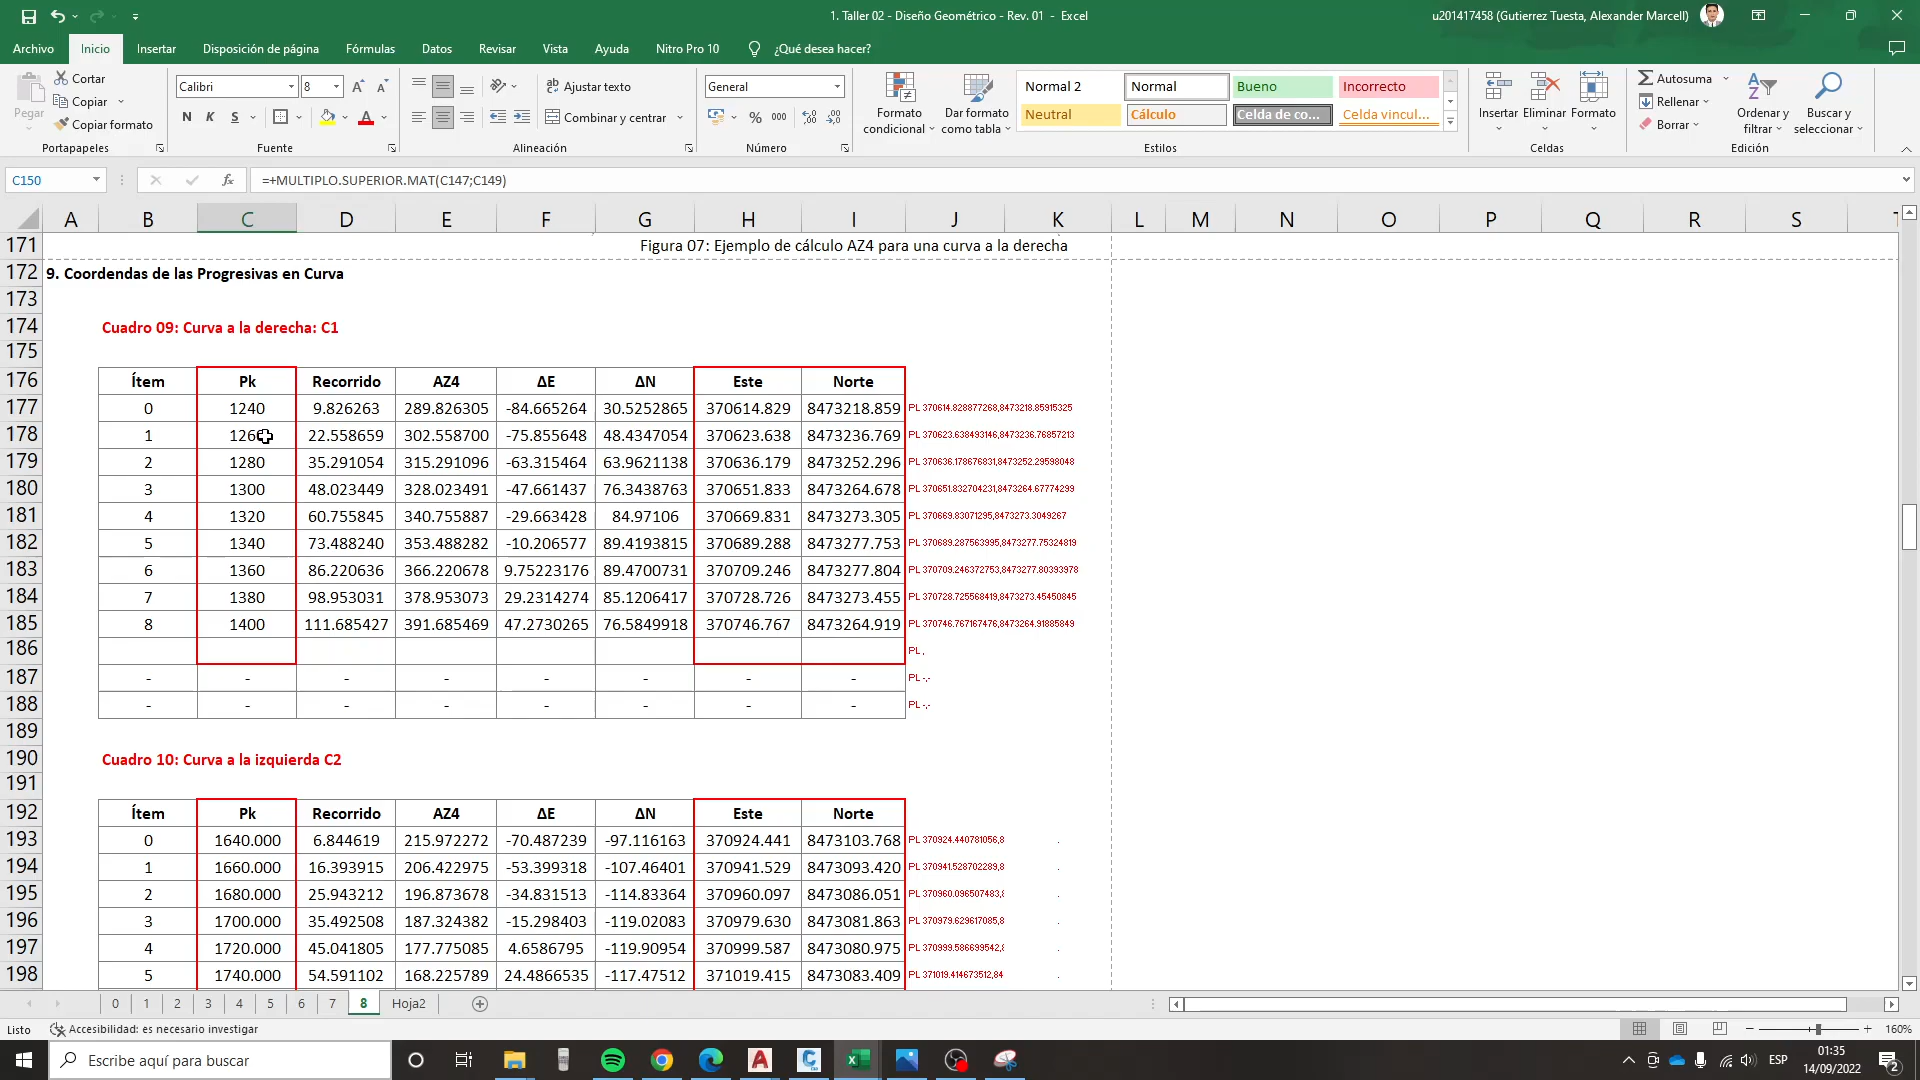 1. Taller 02 - Diseño Geométrico - Rev. 01 - Excel
u201417458 (Gutierrez Tuesta, Alexander Marcell)
Archivo Inicio Insertar Disposición de página Fórmulas Datos Revisar Vista Ayuda Nitro Pro 10 ¿Qué desea hacer?
Pegar
Cortar
Copiar
Copiar formato
Portapapeles
Calibri 8
N K S
Fuente
Ajustar texto
Combinar y centrar
Alineación
General
% 000
Número
Formato condicional
Dar formato como tabla
Normal 2 Normal Bueno Incorrecto
Neutral Cálculo Celda de co... Celda vincul...
Estilos
Insertar Eliminar Formato
Celdas
Autosuma
Rellenar
Borrar
Ordenar y filtrar
Buscar y seleccionar
Edición
C150 fx =+MULTIPLO.SUPERIOR.MAT(C147;C149)
A B C D E F G H I J K L M N O P Q R S
171 Figura 07: Ejemplo de cálculo AZ4 para una curva a la derecha
172 9. Coordendas de las Progresivas en Curva
173
174 Cuadro 09: Curva a la derecha: C1
175
176 Ítem Pk Recorrido AZ4 ΔE ΔN Este Norte
177 0 1240 9.826263 289.826305 -84.665264 30.5252865 370614.829 8473218.859 PL 370614.828877268,8473218.85915325
178 1 1260 22.558659 302.558700 -75.855648 48.4347054 370623.638 8473236.769 PL 370623.638493146,8473236.76857213
179 2 1280 35.291054 315.291096 -63.315464 63.9621138 370636.179 8473252.296 PL 370636.178676831,8473252.29598048
180 3 1300 48.023449 328.023491 -47.661437 76.3438763 370651.833 8473264.678 PL 370651.832704231,8473264.67774299
181 4 1320 60.755845 340.755887 -29.663428 84.97106 370669.831 8473273.305 PL 370669.83071295,8473273.3049267
182 5 1340 73.488240 353.488282 -10.206577 89.4193815 370689.288 8473277.753 PL 370689.287563995,8473277.75324819
183 6 1360 86.220636 366.220678 9.75223176 89.4700731 370709.246 8473277.804 PL 370709.246372753,8473277.80393978
184 7 1380 98.953031 378.953073 29.2314274 85.1206417 370728.726 8473273.455 PL 370728.725568419,8473273.45450845
185 8 1400 111.685427 391.685469 47.2730265 76.5849918 370746.767 8473264.919 PL 370746.767167476,8473264.91885849
186 PL ,
187 - - - - - - - - PL -,-
188 - - - - - - - - PL -,-
189
190 Cuadro 10: Curva a la izquierda C2
191
192 Ítem Pk Recorrido AZ4 ΔE ΔN Este Norte
193 0 1640.000 6.844619 215.972272 -70.487239 -97.116163 370924.441 8473103.768 PL 370924.440781056,8 .
194 1 1660.000 16.393915 206.422975 -53.399318 -107.46401 370941.529 8473093.420 PL 370941.528702289,8 .
195 2 1680.000 25.943212 196.873678 -34.831513 -114.83364 370960.097 8473086.051 PL 370960.096507483,8 .
196 3 1700.000 35.492508 187.324382 -15.298403 -119.02083 370979.630 8473081.863 PL 370979.629617085,8 .
197 4 1720.000 45.041805 177.775085 4.6586795 -119.90954 370999.587 8473080.975 PL 370999.586699542,8 .
198 5 1740.000 54.591102 168.225789 24.4866535 -117.47512 371019.415 8473083.409 PL 371019.414673512,84 .
0 1 2 3 4 5 6 7 8 Hoja2
Listo Accesibilidad: es necesario investigar 160%
Escribe aquí para buscar
ESP
01:35
14/09/2022
2